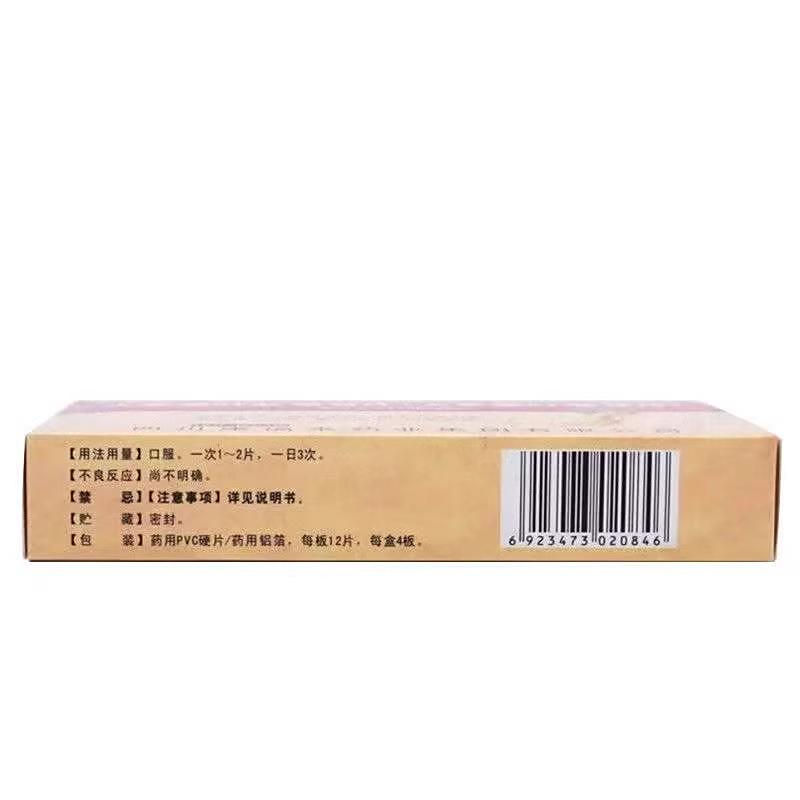 【用法用量】口服。一次1~2片，一日3次。
【不良反应】尚不明确。
【禁　忌】【注意事项】详见说明书。
【贮　藏】密封。
【包　装】药用PVC硬片/药用铝箔，每板12片，每盒4板。
6 923473 020846